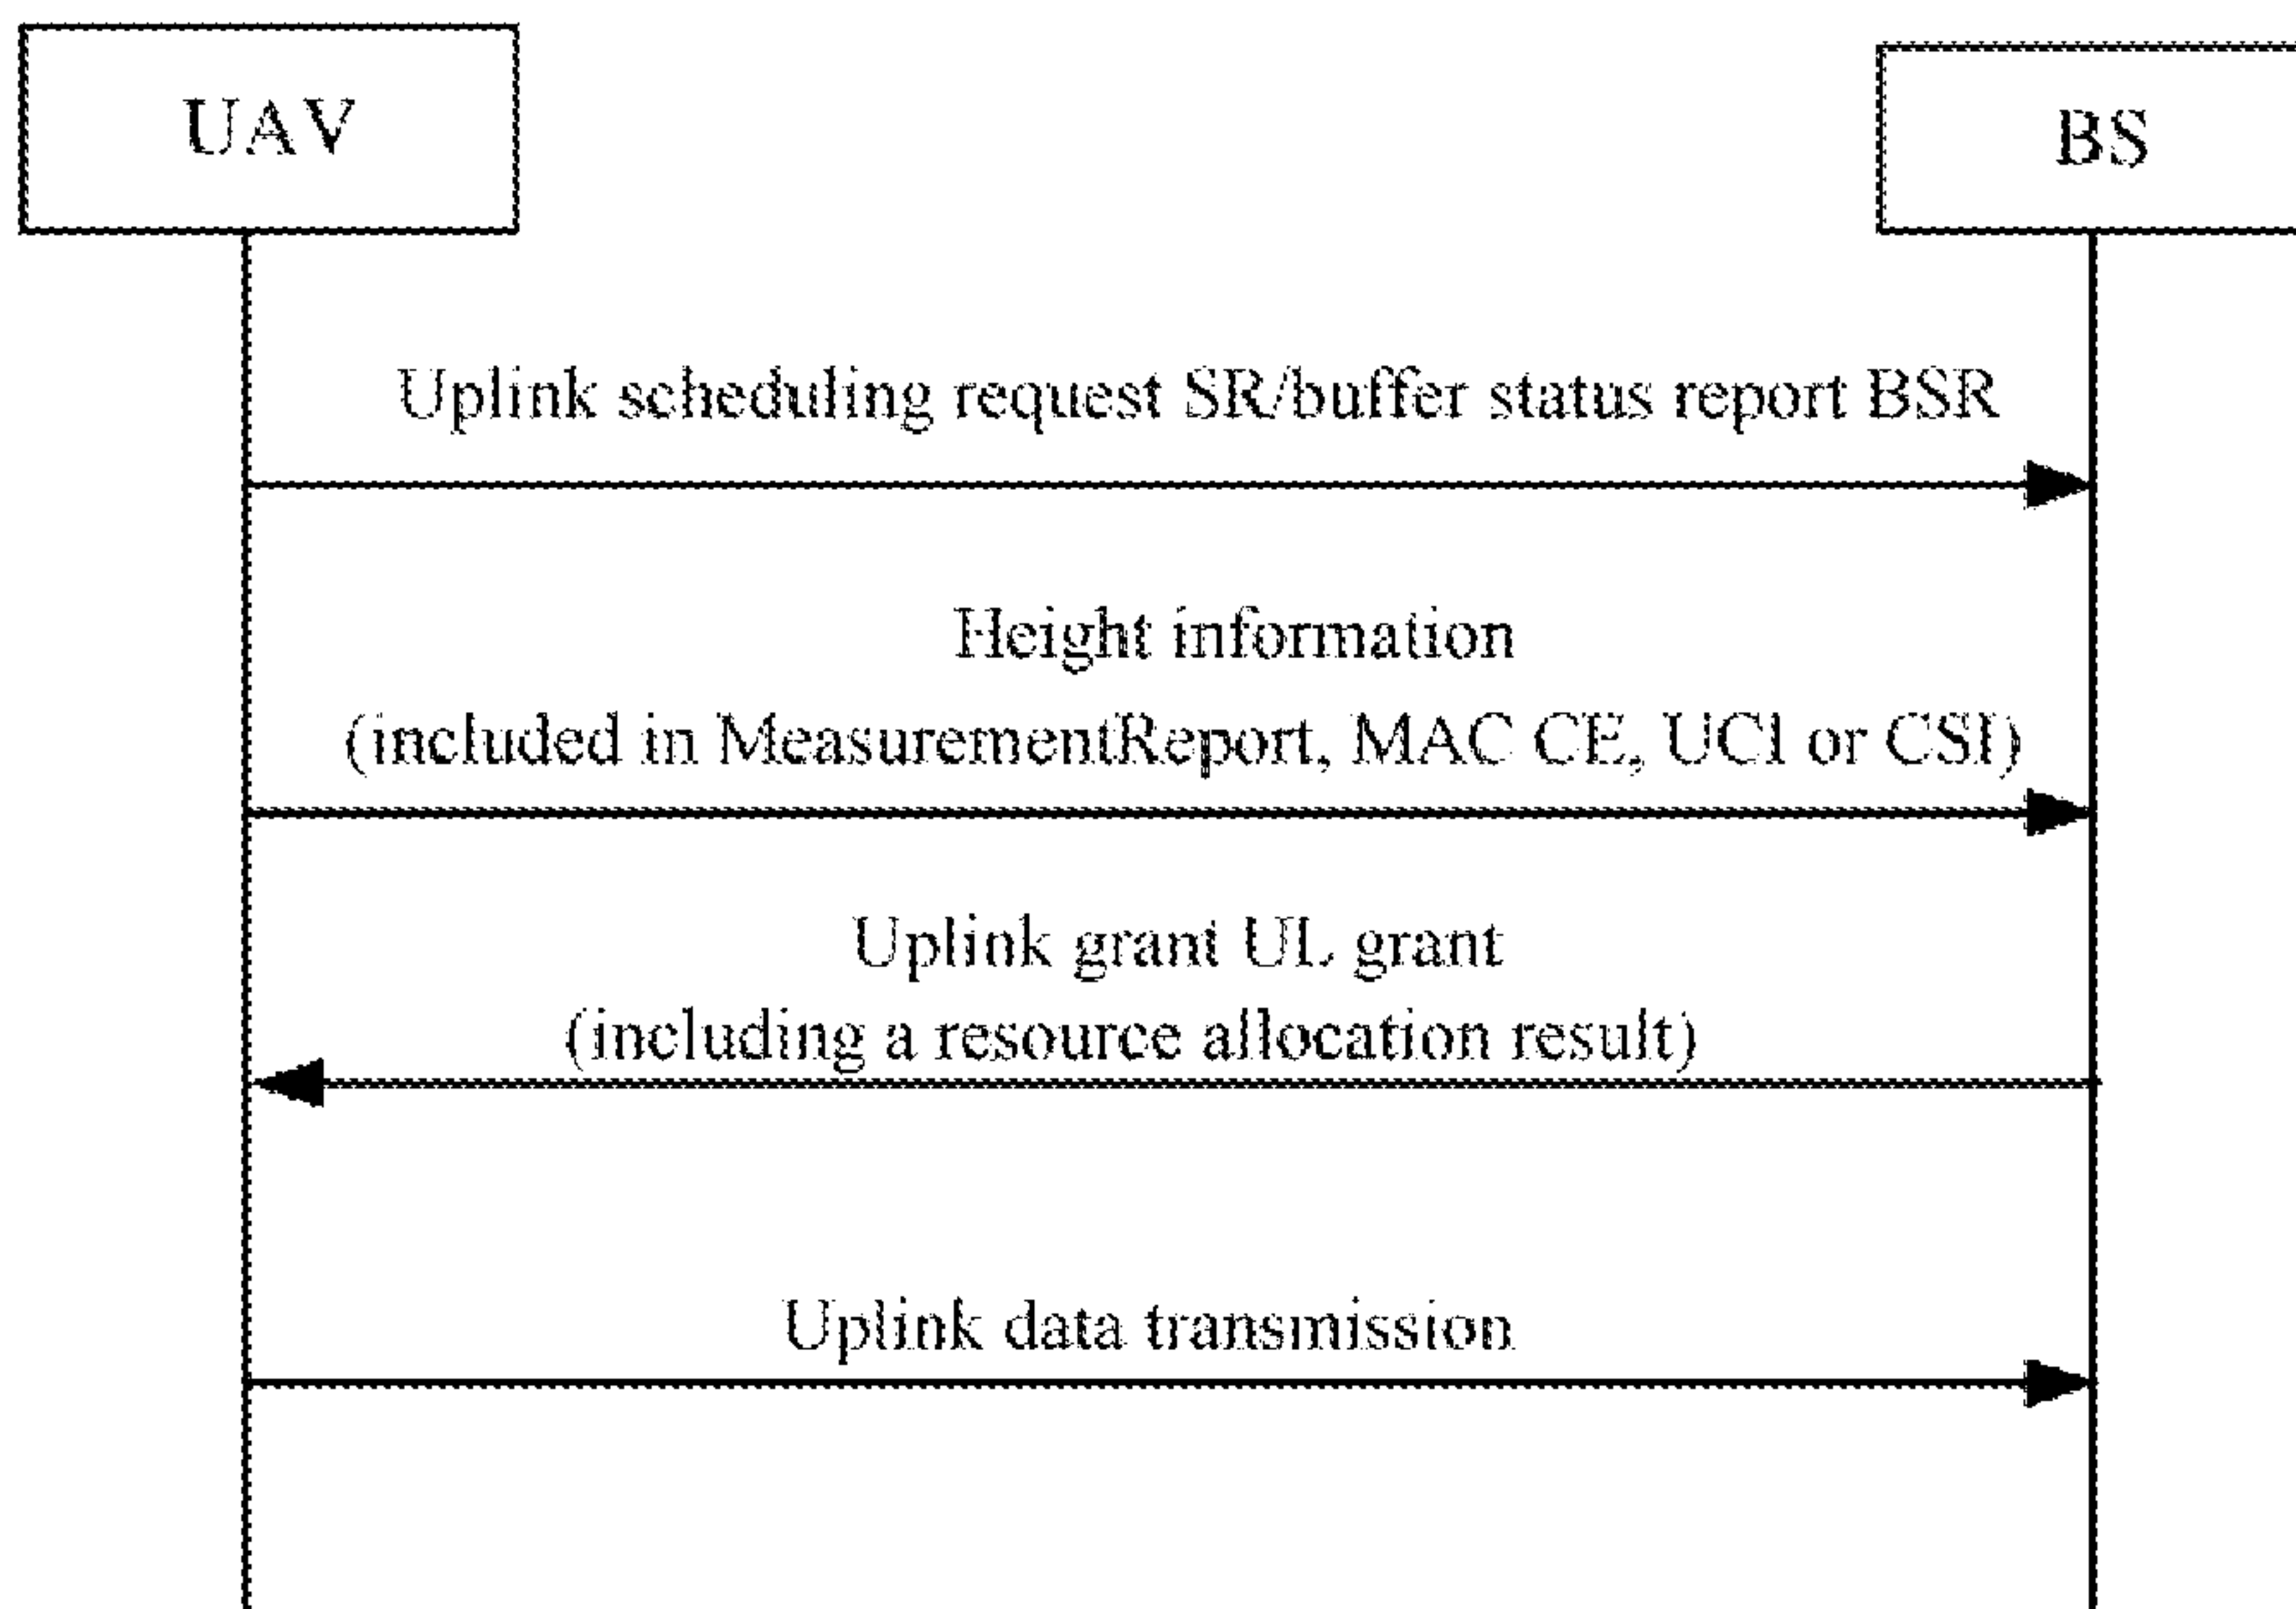 UAV
BS
Uplink scheduling request SR/buffer status report BSR
Height information
(included in MeasurementReport, MAC CE, UCI or CSI)
Uplink grant UL grant
(including a resource allocation result)
Uplink data transmission